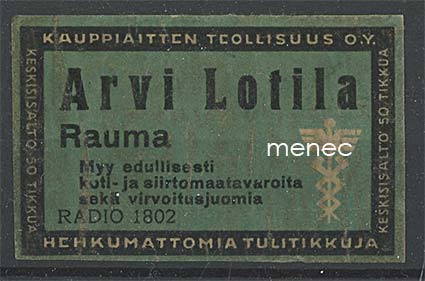 KAUPPIAITTEN TEOLLISUUS O.Y.
KESKISISÄLTÖ 50 TIKKUA
Arvi Lotila
Rauma
menec
Myy edullisesti
koti- ja siirtomaatavaroita
sekä virvoitusjuomia
RADIO 1802
KESKISISÄLTÖ 50 TIKKUA
HEHKUMATTOMIA TULITIKKUJA